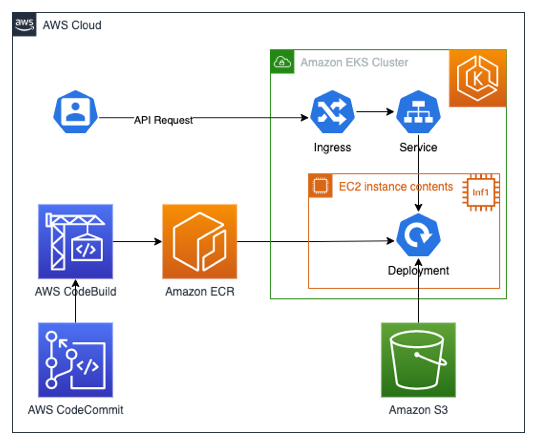 aws
AWS Cloud
Amazon EKS Cluster
K
API Request
Ingress
Service
EC2 instance contents
Inf1
</>
AWS CodeBuild
Amazon ECR
Deployment
</>
AWS CodeCommit
Amazon S3